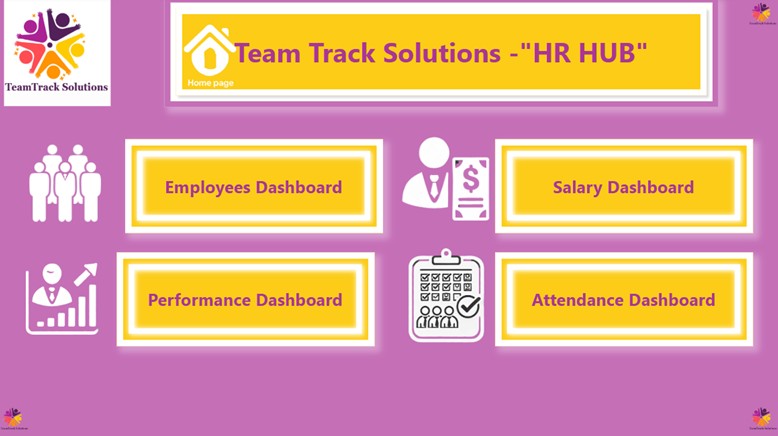 TeamTrack Solutions
Team Track Solutions -"HR HUB"
Home page
Employees Dashboard
Salary Dashboard
$
Performance Dashboard
Attendance Dashboard